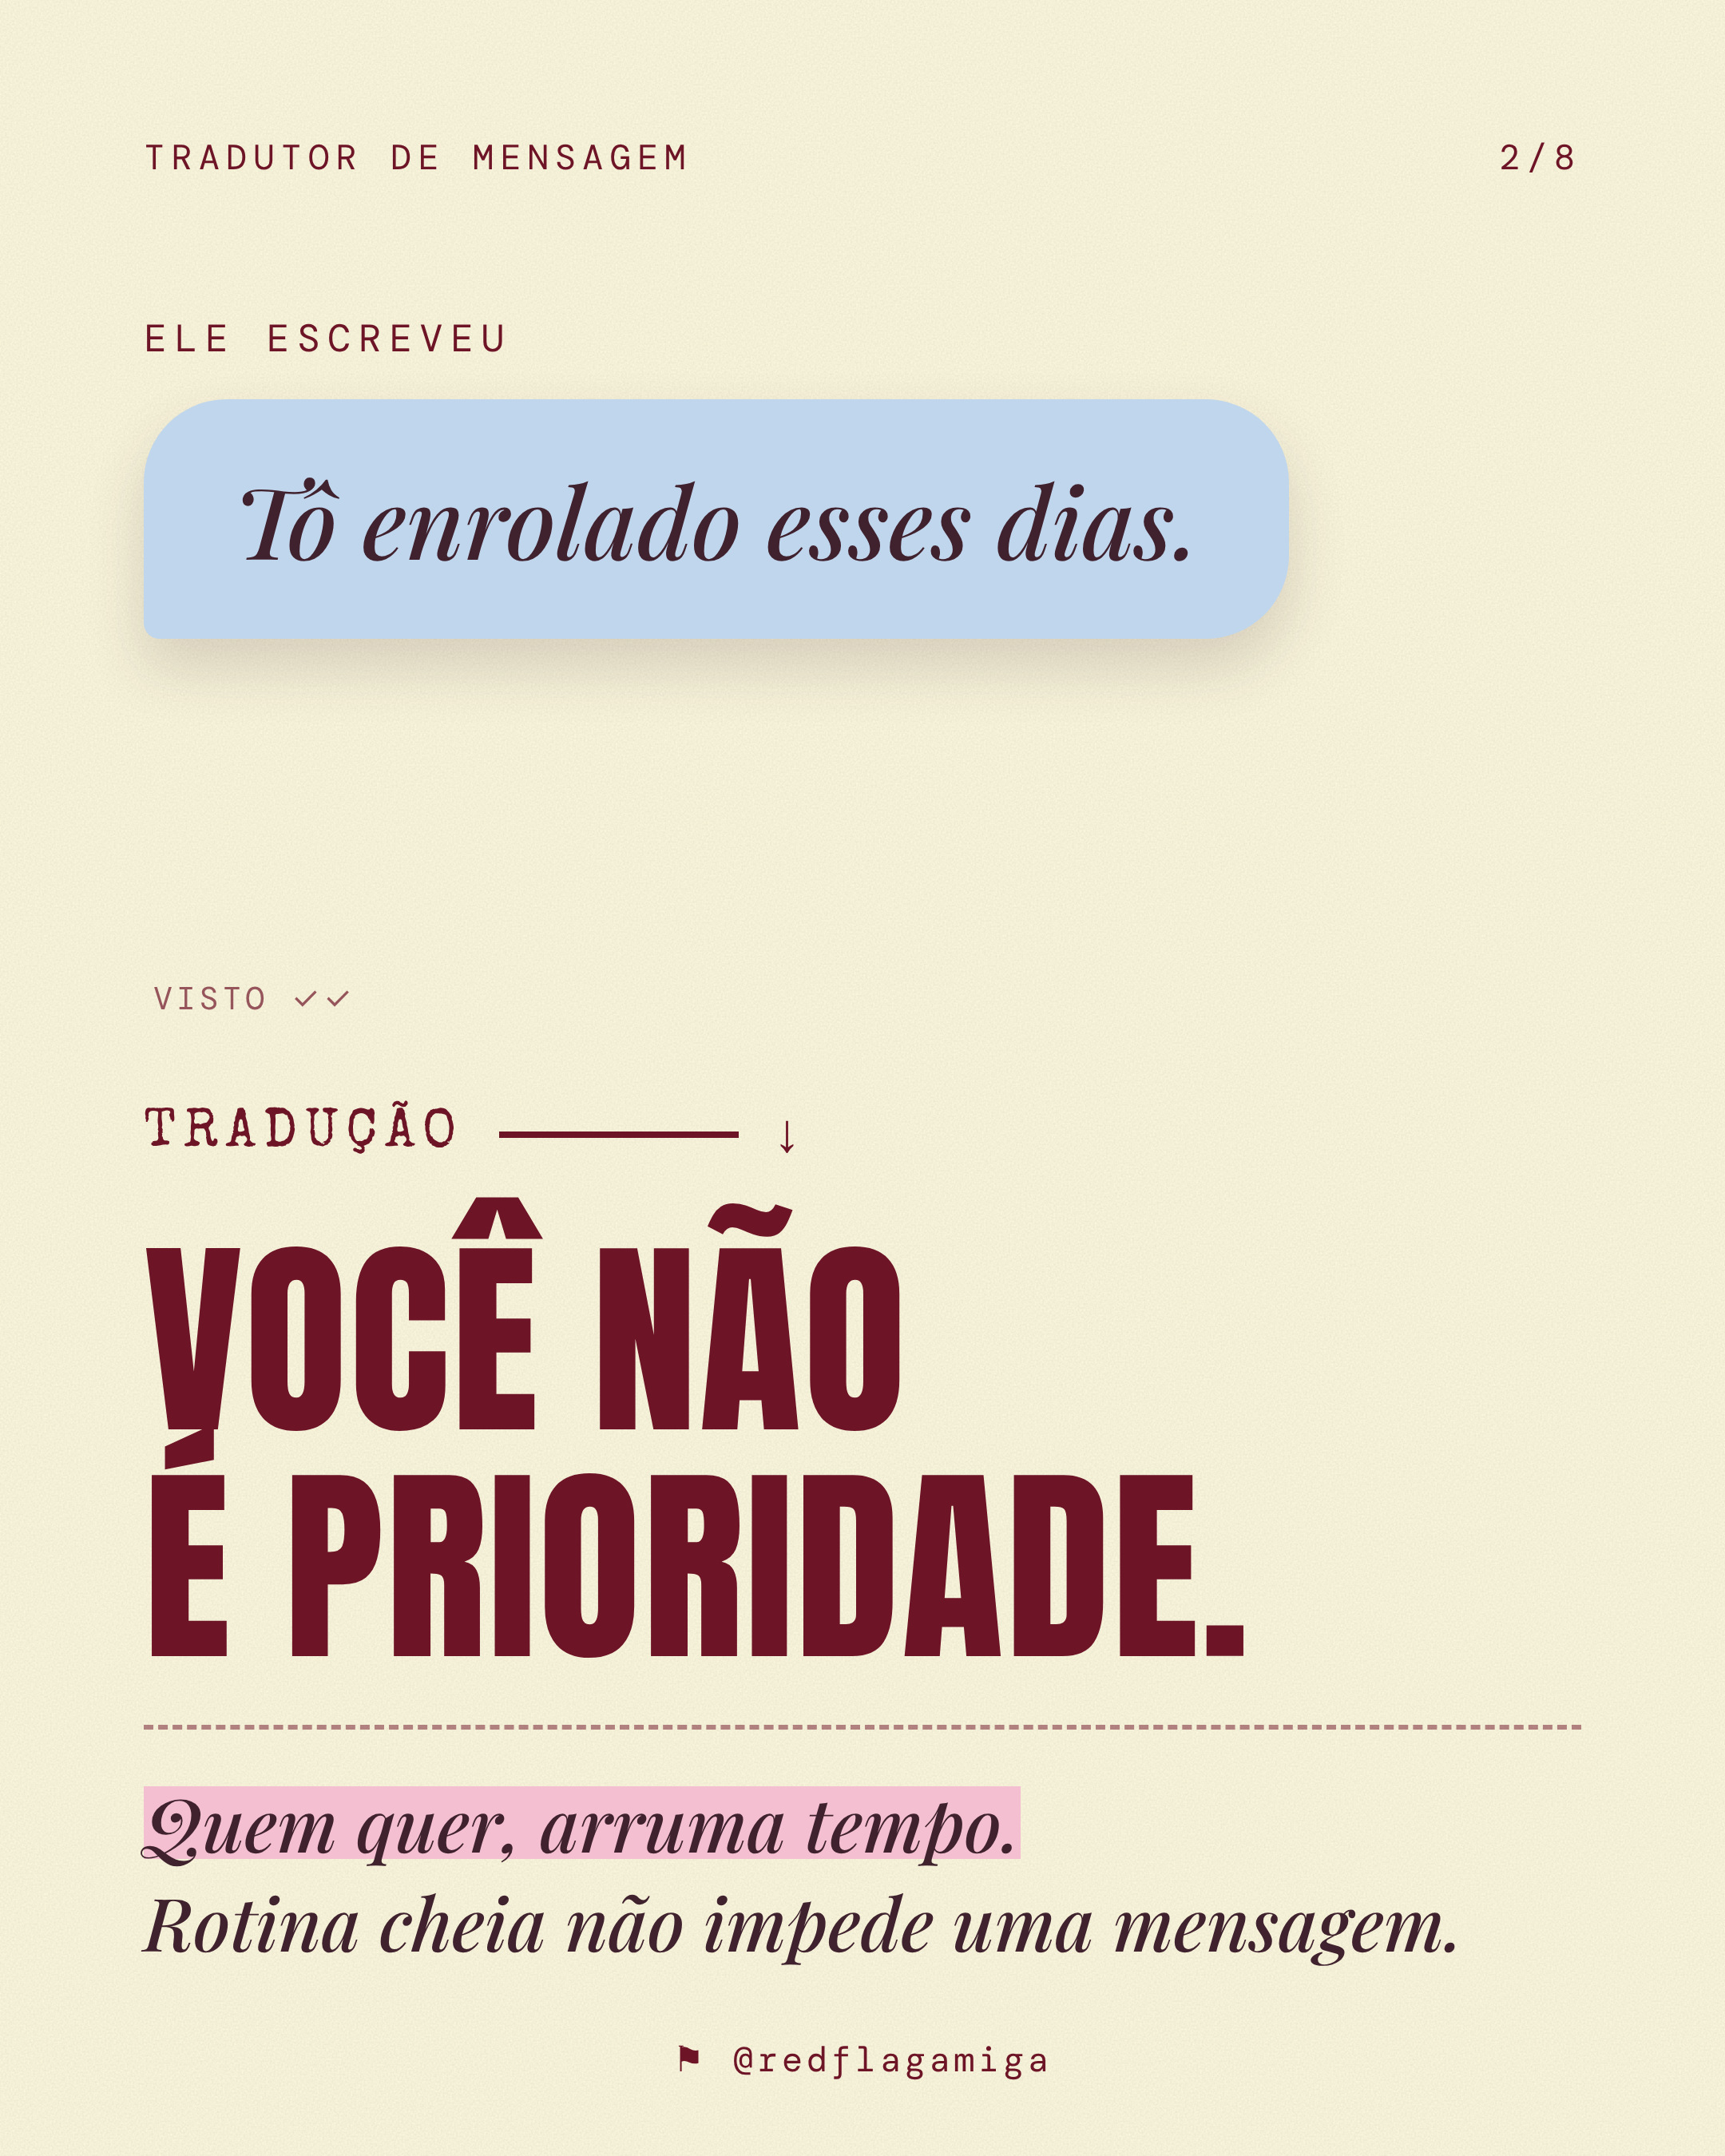 TRADUTOR DE MENSAGEM
2/8
ELE ESCREVEU
Tô enrolado esses dias.
VISTO ✓✓
TRADUÇÃO ↓
VOCÊ NÃO
É PRIORIDADE.
Quem quer, arruma tempo.
Rotina cheia não impede uma mensagem.
⚑ @redflagamiga